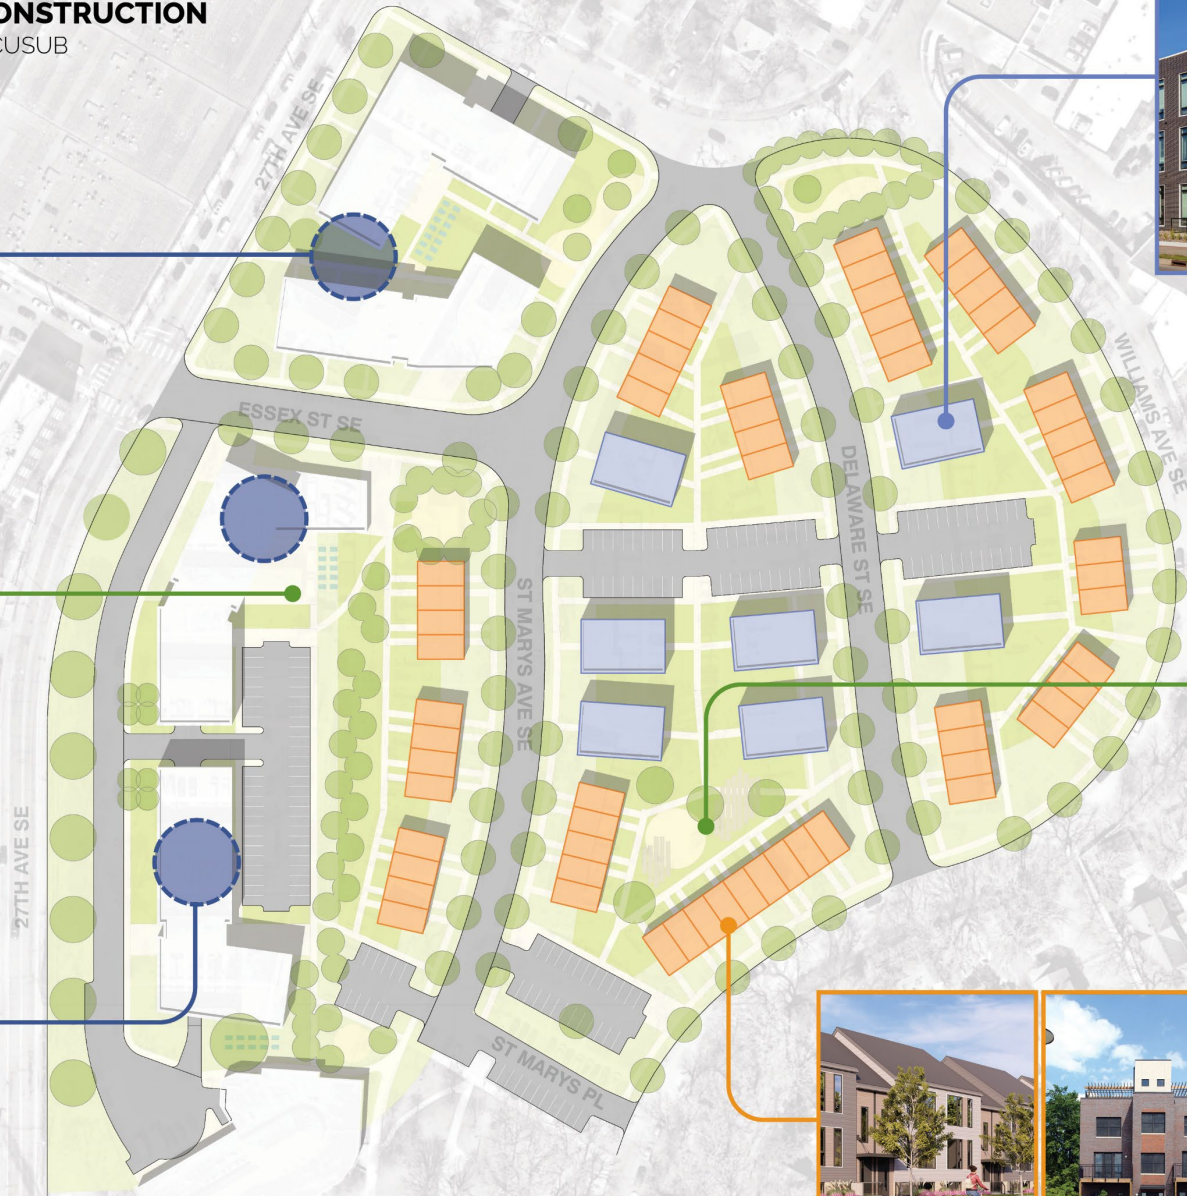 ONSTRUCTION
CUSUB
27TH AVE SE
ESSEX ST SE
WILLIAMS AVE SE
DELAWARE ST SE
ST MARYS AVE SE
27TH AVE SE
ST MARYS PL